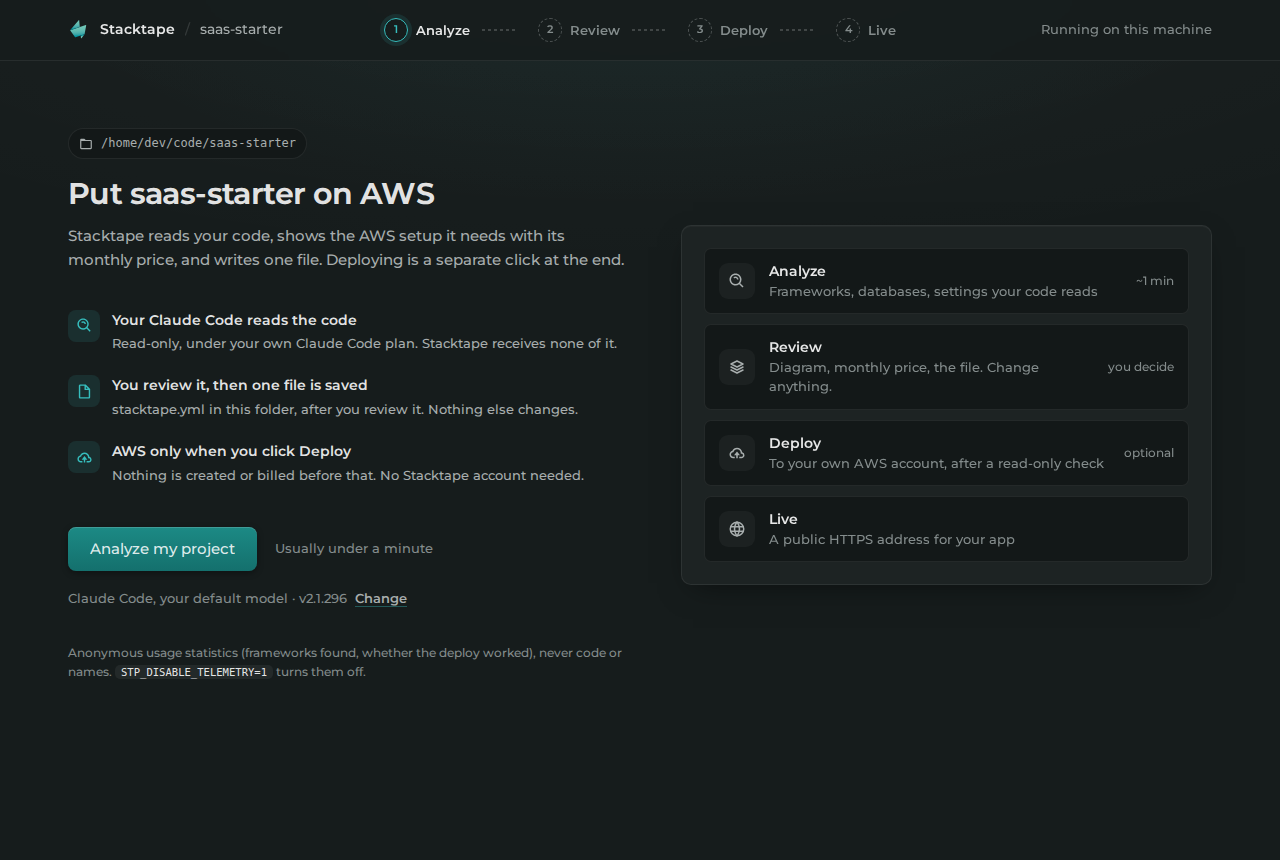 Stacktape / saas-starter
1 Analyze
2 Review
3 Deploy
4 Live
Running on this machine
/home/dev/code/saas-starter
Put saas-starter on AWS
Stacktape reads your code, shows the AWS setup it needs with its
monthly price, and writes one file. Deploying is a separate click at the end.
Your Claude Code reads the code
Read-only, under your own Claude Code plan. Stacktape receives none of it.
You review it, then one file is saved
stacktape.yml in this folder, after you review it. Nothing else changes.
AWS only when you click Deploy
Nothing is created or billed before that. No Stacktape account needed.
Analyze my project
Usually under a minute
Claude Code, your default model · v2.1.296 Change
Anonymous usage statistics (frameworks found, whether the deploy worked), never code or
names. STP_DISABLE_TELEMETRY=1 turns them off.
Analyze
Frameworks, databases, settings your code reads
~1 min
Review
Diagram, monthly price, the file. Change
anything.
you decide
Deploy
To your own AWS account, after a read-only check
optional
Live
A public HTTPS address for your app